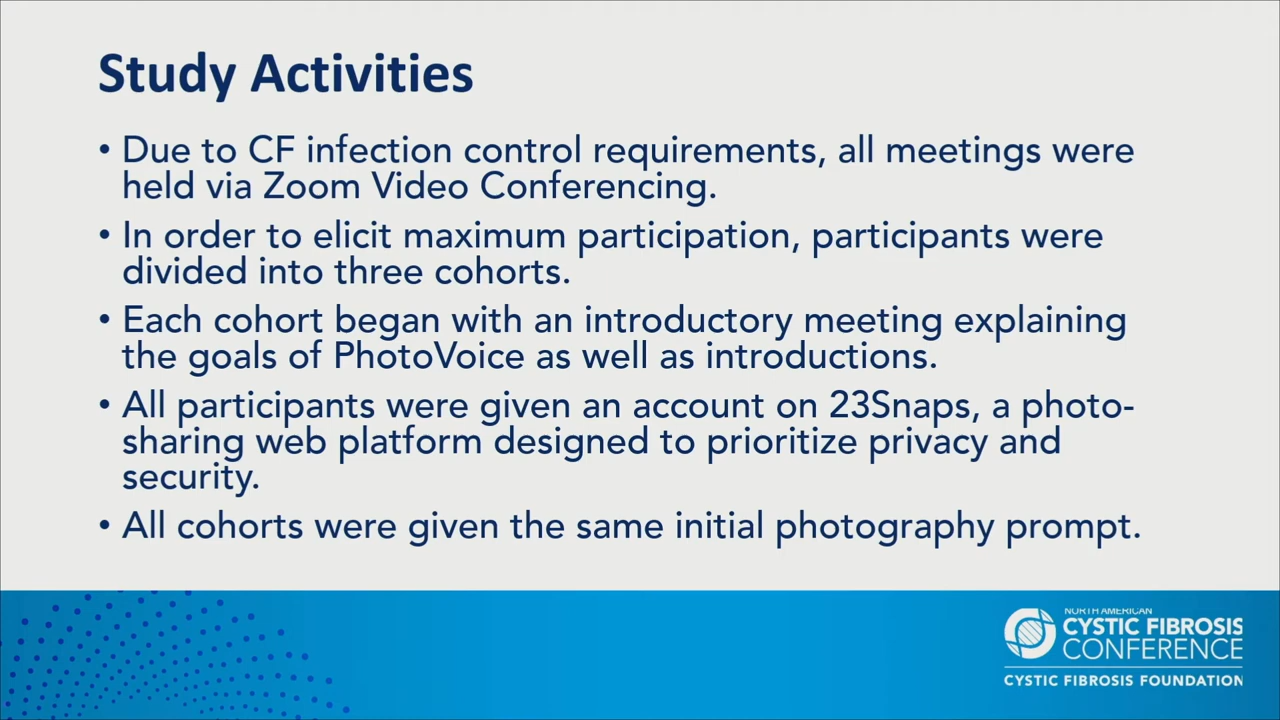 Study Activities
• Due to CF infection control requirements, all meetings were
held via Zoom Video Conferencing.
• In order to elicit maximum participation, participants were
divided into three cohorts.
• Each cohort began with an introductory meeting explaining
the goals of PhotoVoice as well as introductions.
• All participants were given an account on 23Snaps, a photo-
sharing web platform designed to prioritize privacy and
security.
• All cohorts were given the same initial photography prompt.
NORTH AMERICAN
CYSTIC FIBROSIS
CONFERENCE
CYSTIC FIBROSIS FOUNDATION